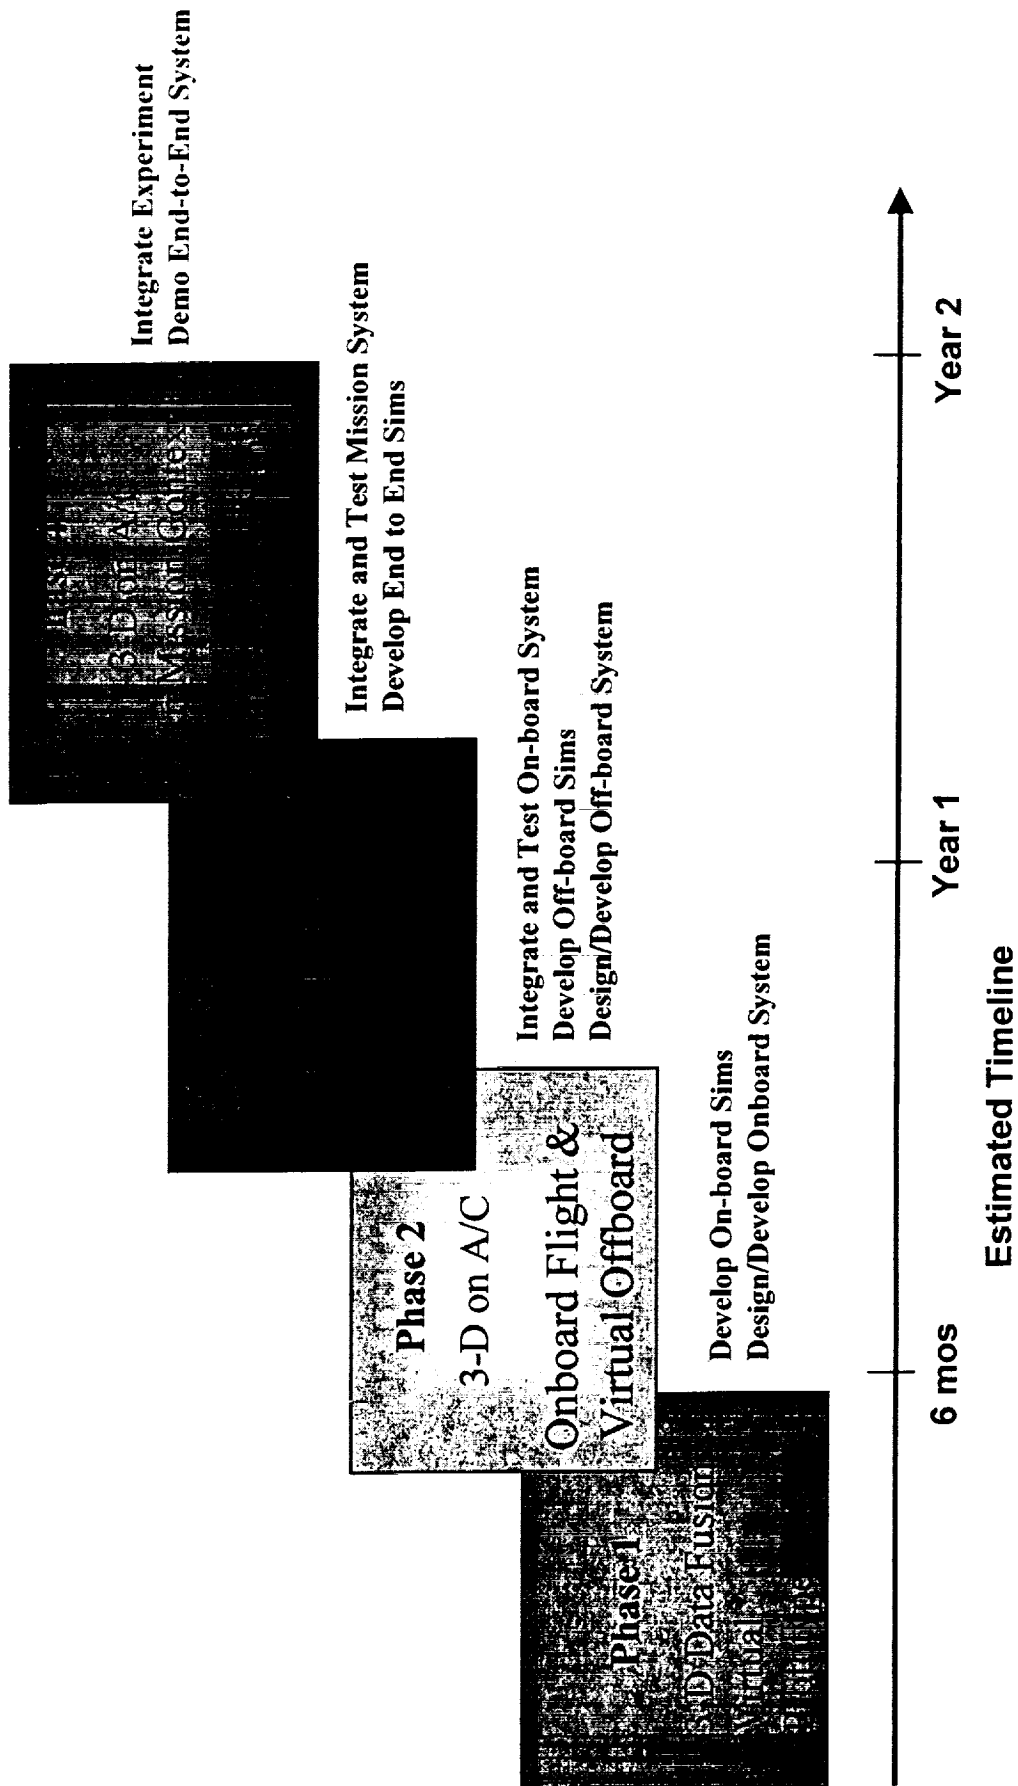 Phase 1
3-D Data Fusion
Virtual
Develop On-board Sims
Design/Develop Onboard System
Phase 2
3-D on A/C
Onboard Flight &
Virtual Offboard
Integrate and Test On-board System
Develop Off-board Sims
Design/Develop Off-board System
Integrate and Test Mission System
Develop End to End Sims
Mission Context
Integrate Experiment
Demo End-to-End System
6 mos
Year 1
Year 2
Estimated Timeline